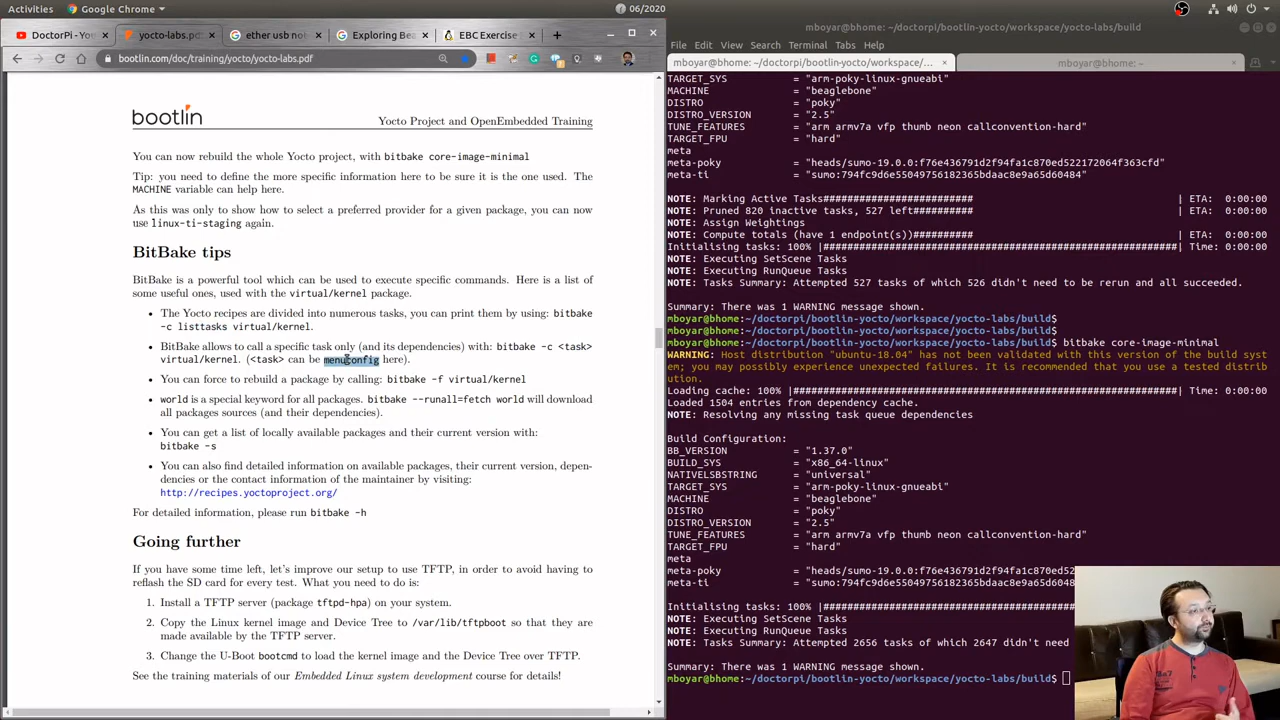 Activities
Google Chrome
06/2020
DoctorPi - Yo
yocto-labs.pdf
ether usb not
Exploring Bea
EBC Exercise
bootlin.com/doc/training/yocto/yocto-labs.pdf
bootlin
Yocto Project and OpenEmbedded Training
You can now rebuild the whole Yocto project, with bitbake core-image-minimal
Tip: you need to define the more specific information here to be sure it is the one used. The
MACHINE variable can help here.
As this was only to show how to select a preferred provider for a given package, you can now
use linux-ti-staging again.
BitBake tips
BitBake is a powerful tool which can be used to execute specific commands. Here is a list of
some useful ones, used with the virtual/kernel package.
• The Yocto recipes are divided into numerous tasks, you can print them by using: bitbake
-c listtasks virtual/kernel.
• BitBake allows to call a specific task only (and its dependencies) with: bitbake -c <task>
virtual/kernel. (<task> can be menuconfig here).
• You can force to rebuild a package by calling: bitbake -f virtual/kernel
• world is a special keyword for all packages. bitbake --runall=fetch world will download
all packages sources (and their dependencies).
• You can get a list of locally available packages and their current version with:
bitbake -s
• You can also find detailed information on available packages, their current version, depen-
dencies or the contact information of the maintainer by visiting:
http://recipes.yoctoproject.org/
For detailed information, please run bitbake -h
Going further
If you have some time left, let's improve our setup to use TFTP, in order to avoid having to
reflash the SD card for every test. What you need to do is:
1. Install a TFTP server (package tftpd-hpa) on your system.
2. Copy the Linux kernel image and Device Tree to /var/lib/tftpboot so that they are
made available by the TFTP server.
3. Change the U-Boot bootcmd to load the kernel image and the Device Tree over TFTP.
See the training materials of our Embedded Linux system development course for details!
mboyar@bhome: ~/doctorpi/bootlin-yocto/workspace/yocto-labs/build
File Edit View Search Terminal Tabs Help
mboyar@bhome: ~/doctorpi/bootlin-yocto/workspace/...
mboyar@bhome: ~
TARGET_SYS = "arm-poky-linux-gnueabi"
MACHINE = "beaglebone"
DISTRO = "poky"
DISTRO_VERSION = "2.5"
TUNE_FEATURES = "arm armv7a vfp thumb neon callconvention-hard"
TARGET_FPU = "hard"
meta
meta-poky = "heads/sumo-19.0.0:f76e436791d2f94fa1c870ed522172064f363cfd"
meta-ti = "sumo:794fc9d6e55049756182365bdaac8e9a65d60484"
NOTE: Marking Active Tasks######################### | ETA: 0:00:00
NOTE: Pruned 820 inactive tasks, 527 left########## | ETA: 0:00:00
NOTE: Assign Weightings
NOTE: Compute totals (have 1 endpoint(s))########## | ETA: 0:00:00
Initialising tasks: 100% |###########################################################| Time: 0:00:00
NOTE: Executing SetScene Tasks
NOTE: Executing RunQueue Tasks
NOTE: Tasks Summary: Attempted 527 tasks of which 526 didn't need to be rerun and all succeeded.
Summary: There was 1 WARNING message shown.
mboyar@bhome:~/doctorpi/bootlin-yocto/workspace/yocto-labs/build$
mboyar@bhome:~/doctorpi/bootlin-yocto/workspace/yocto-labs/build$
mboyar@bhome:~/doctorpi/bootlin-yocto/workspace/yocto-labs/build$ bitbake core-image-minimal
WARNING: Host distribution "ubuntu-18.04" has not been validated with this version of the build syst
em; you may possibly experience unexpected failures. It is recommended that you use a tested distrib
ution.
Loading cache: 100% |################################################################| ETA: 0:00:00
Loaded 1504 entries from dependency cache.
NOTE: Resolving any missing task queue dependencies
Build Configuration:
BB_VERSION = "1.37.0"
BUILD_SYS = "x86_64-linux"
NATIVELSBSTRING = "universal"
TARGET_SYS = "arm-poky-linux-gnueabi"
MACHINE = "beaglebone"
DISTRO = "poky"
DISTRO_VERSION = "2.5"
TUNE_FEATURES = "arm armv7a vfp thumb neon callconvention-hard"
TARGET_FPU = "hard"
meta
meta-poky = "heads/sumo-19.0.0:f76e436791d2f94fa1c870ed52
meta-ti = "sumo:794fc9d6e55049756182365bdaac8e9a65d6048
Initialising tasks: 100% |##########################################
NOTE: Executing SetScene Tasks
NOTE: Executing RunQueue Tasks
NOTE: Tasks Summary: Attempted 2656 tasks of which 2647 didn't need
Summary: There was 1 WARNING message shown.
mboyar@bhome:~/doctorpi/bootlin-yocto/workspace/yocto-labs/build$